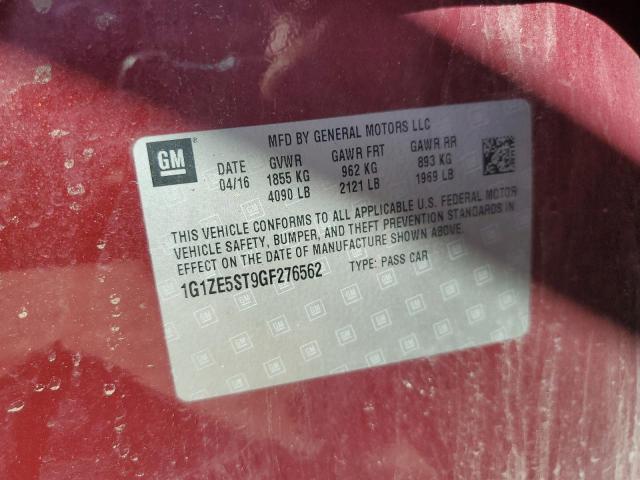 MFD BY GENERAL MOTORS LLC
GM
DATE GVWR GAWR FRT GAWR RR
04/16 1855 KG 962 KG 893 KG
4090 LB 2121 LB 1969 LB
THIS VEHICLE CONFORMS TO ALL APPLICABLE U.S. FEDERAL MOTOR
VEHICLE SAFETY, BUMPER, AND THEFT PREVENTION STANDARDS IN
EFFECT ON THE DATE OF MANUFACTURE SHOWN ABOVE.
1G1ZE5ST9GF276562 TYPE: PASS CAR